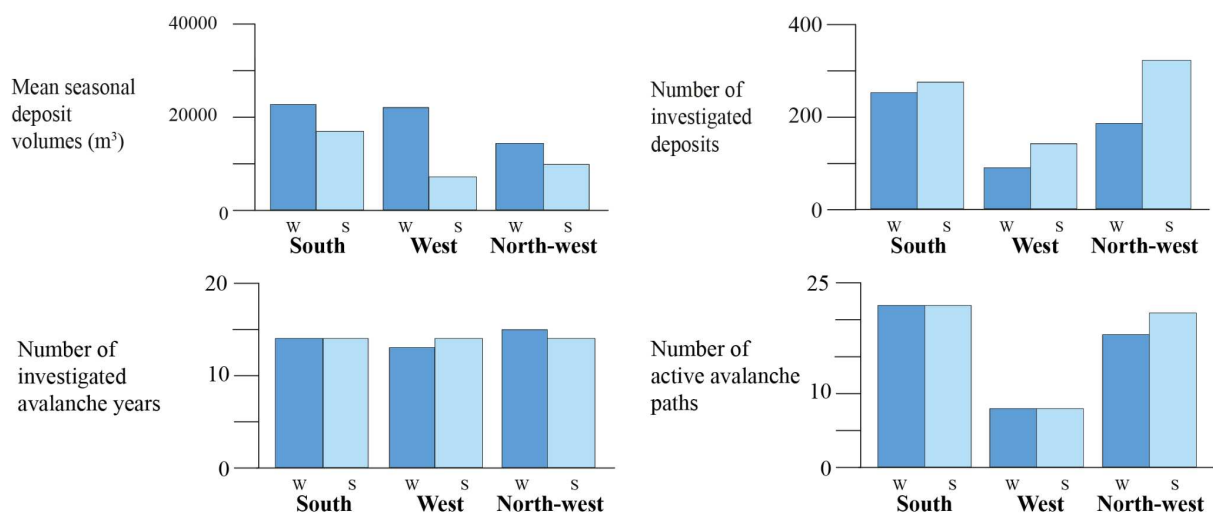 Mean seasonal
deposit
volumes (m³)
40000
20000
0
W S W S W S
South West North-west
Number of
investigated
deposits
400
200
0
W S W S W S
South West North-west
Number of
investigated
avalanche years
20
10
0
W S W S W S
South West North-west
Number of
active avalanche
paths
25
10
0
W S W S W S
South West North-west